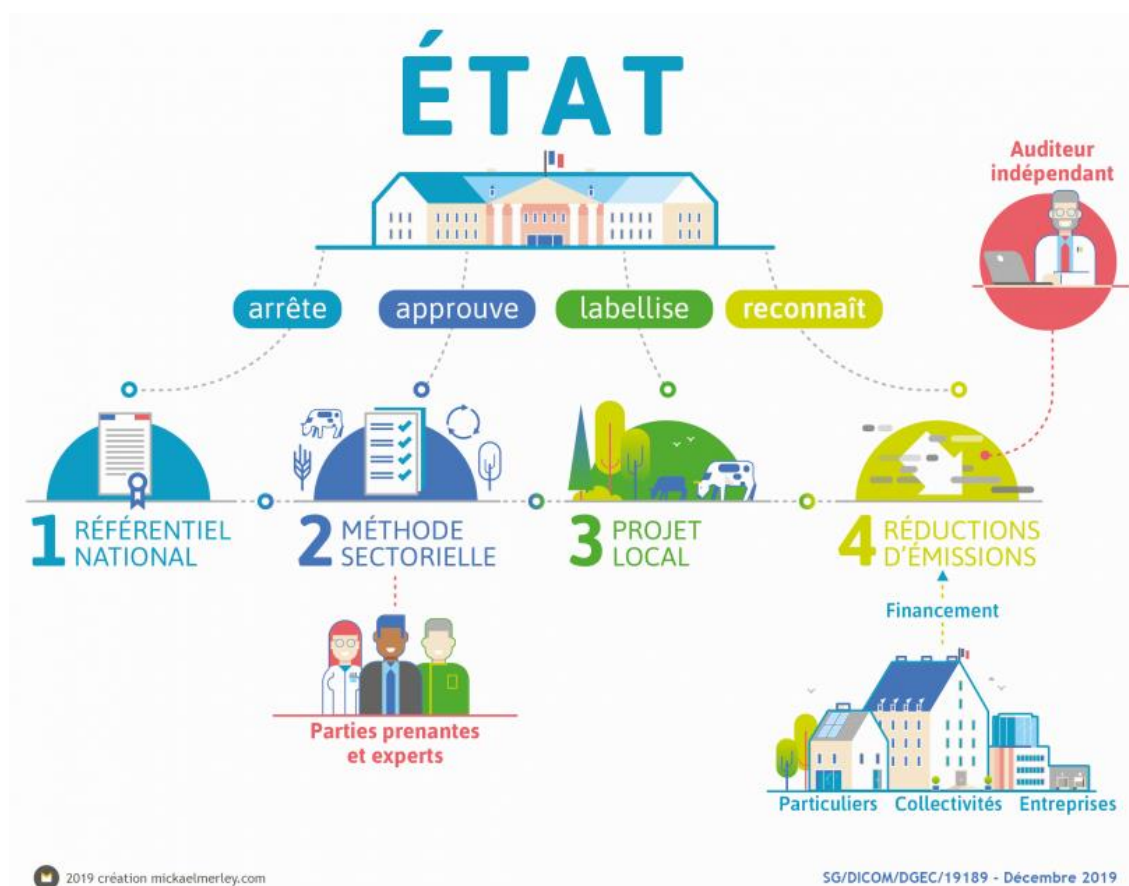 ÉTAT
Auditeur
indépendant
arrête
approuve
labellise
reconnaît
1 RÉFÉRENTIEL
NATIONAL
2 MÉTHODE
SECTORIELLE
3 PROJET
LOCAL
4 RÉDUCTIONS
D'ÉMISSIONS
Financement
Parties prenantes
et experts
Particuliers
Collectivités
Entreprises
2019 création mickaelmerley.com
SG/DICOM/DGEC/19189 - Décembre 2019